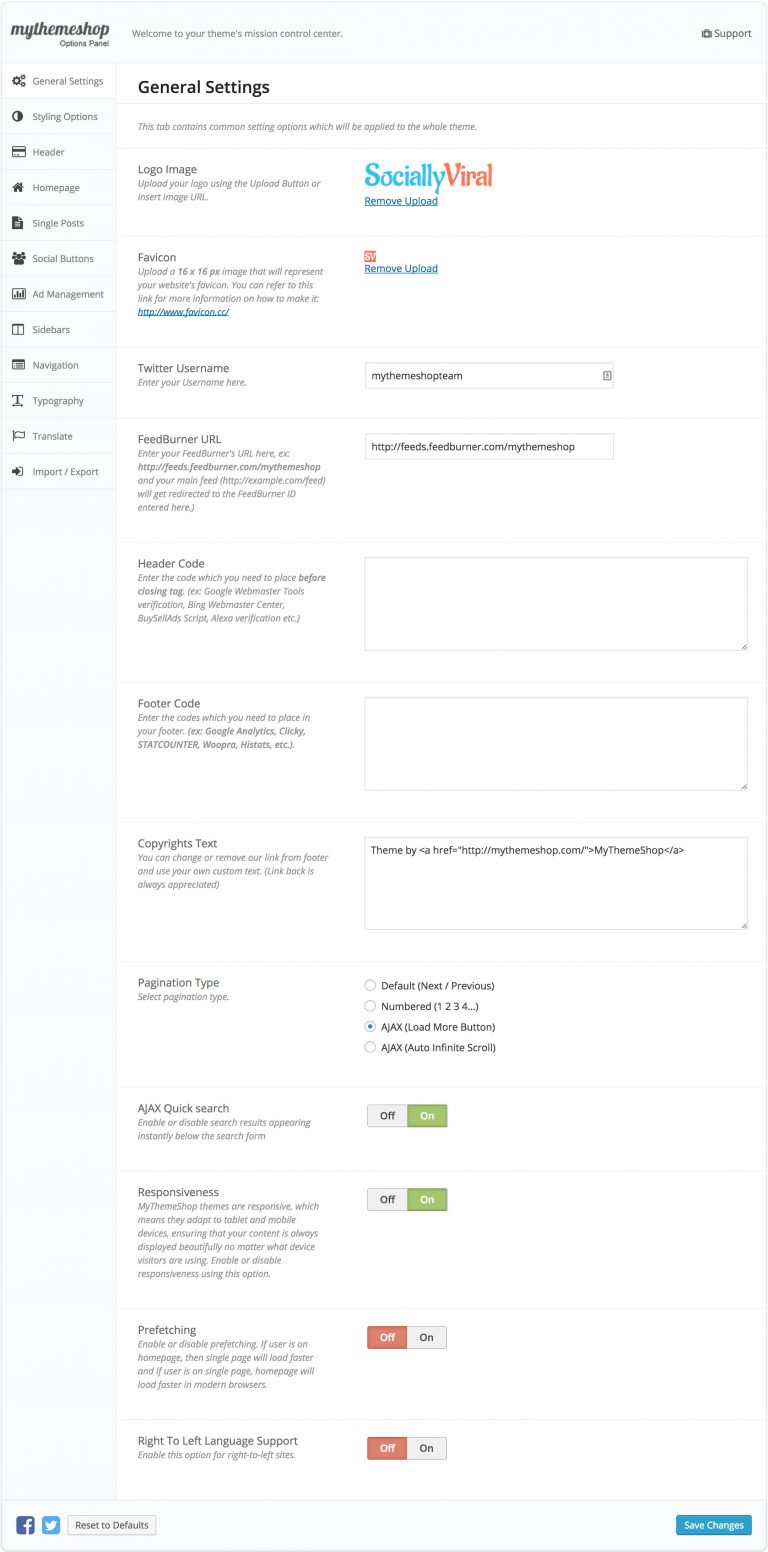 mythemeshop
Options Panel
Welcome to your theme's mission control center.
Support
General Settings
Styling Options
Header
Homepage
Single Posts
Social Buttons
Ad Management
Sidebars
Navigation
Typography
Translate
Import / Export
General Settings
This tab contains common setting options which will be applied to the whole theme.
Logo Image
Upload your logo using the Upload Button or
insert image URL.
SociallyViral
Remove Upload
Favicon
Upload a 16 x 16 px image that will represent
your website's favicon. You can refer to this
link for more information on how to make it:
http://www.favicon.cc/
SV
Remove Upload
Twitter Username
Enter your Username here.
mythemeshopteam
FeedBurner URL
Enter your FeedBurner's URL here, ex:
http://feeds.feedburner.com/mythemeshop
and your main feed (http://example.com/feed)
will get redirected to the FeedBurner ID
entered here.)
http://feeds.feedburner.com/mythemeshop
Header Code
Enter the code which you need to place before
closing tag. (ex: Google Webmaster Tools
verification, Bing Webmaster Center,
BuySellAds Script, Alexa verification etc.)
Footer Code
Enter the codes which you need to place in
your footer. (ex: Google Analytics, Clicky,
STATCOUNTER, Woopra, Histats, etc.).
Copyrights Text
You can change or remove our link from footer
and use your own custom text. (Link back is
always appreciated)
Theme by <a href="http://mythemeshop.com/">MyThemeShop</a>
Pagination Type
Select pagination type.
Default (Next / Previous)
Numbered (1 2 3 4...)
AJAX (Load More Button)
AJAX (Auto Infinite Scroll)
AJAX Quick search
Enable or disable search results appearing
instantly below the search form
Off On
Responsiveness
MyThemeShop themes are responsive, which
means they adapt to tablet and mobile
devices, ensuring that your content is always
displayed beautifully no matter what device
visitors are using. Enable or disable
responsiveness using this option.
Off On
Prefetching
Enable or disable prefetching. If user is on
homepage, then single page will load faster
and if user is on single page, homepage will
load faster in modern browsers.
Off On
Right To Left Language Support
Enable this option for right-to-left sites.
Off On
Reset to Defaults
Save Changes